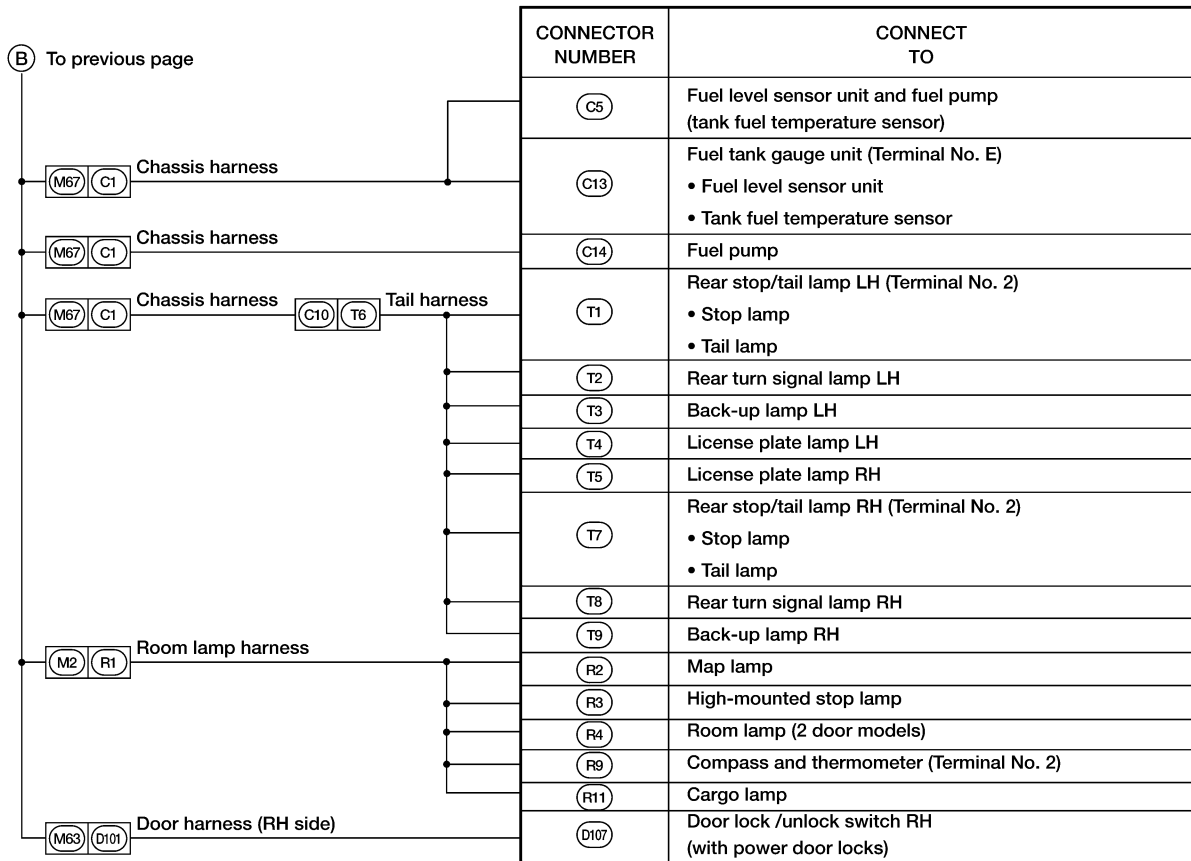 B To previous page
CONNECTOR
NUMBER
CONNECT
TO
C5
Fuel level sensor unit and fuel pump
(tank fuel temperature sensor)
M67 C1 Chassis harness
C13
Fuel tank gauge unit (Terminal No. E)
• Fuel level sensor unit
• Tank fuel temperature sensor
M67 C1 Chassis harness
C14
Fuel pump
M67 C1 Chassis harness C10 T6 Tail harness
T1
Rear stop/tail lamp LH (Terminal No. 2)
• Stop lamp
• Tail lamp
T2
Rear turn signal lamp LH
T3
Back-up lamp LH
T4
License plate lamp LH
T5
License plate lamp RH
T7
Rear stop/tail lamp RH (Terminal No. 2)
• Stop lamp
• Tail lamp
T8
Rear turn signal lamp RH
T9
Back-up lamp RH
M2 R1 Room lamp harness
R2
Map lamp
R3
High-mounted stop lamp
R4
Room lamp (2 door models)
R9
Compass and thermometer (Terminal No. 2)
R11
Cargo lamp
M63 D101 Door harness (RH side)
D107
Door lock /unlock switch RH
(with power door locks)